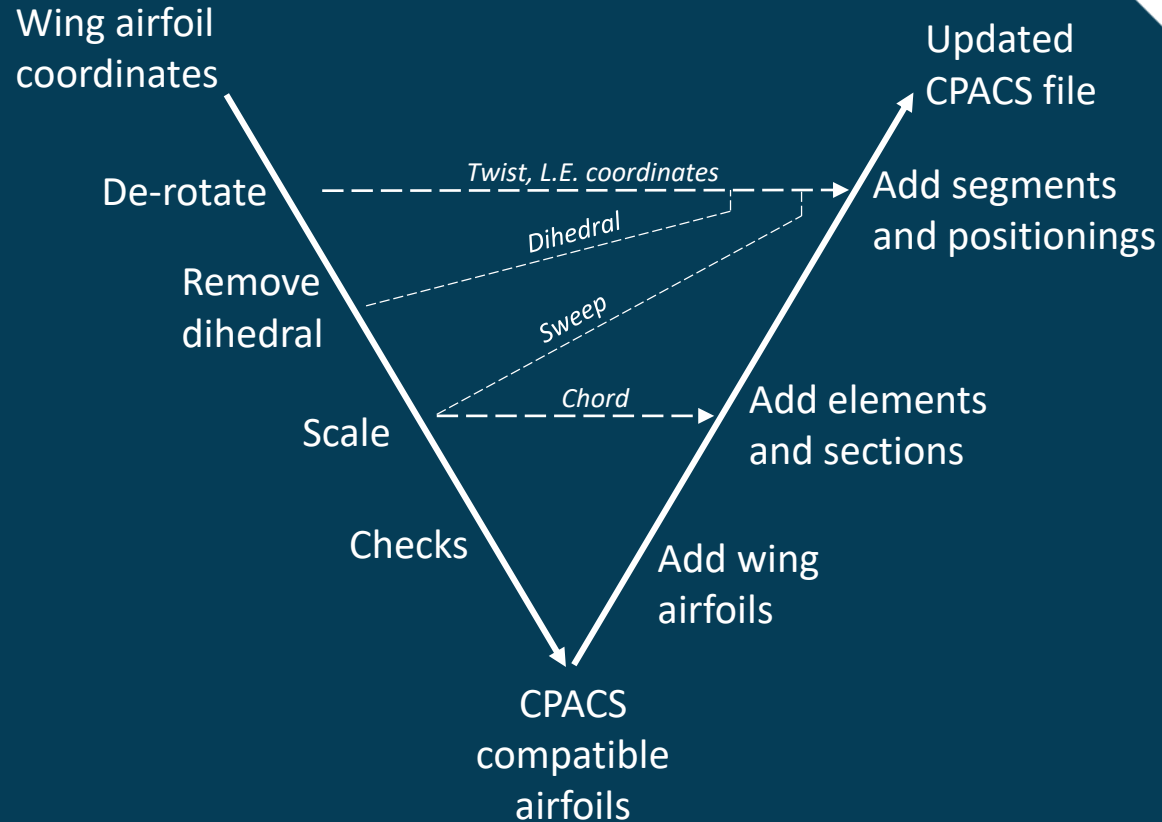 Wing airfoil
coordinates
Updated
CPACS file
De-rotate
Twist, L.E. coordinates
Add segments
and positionings
Dihedral
Remove
dihedral
Sweep
Scale
Chord
Add elements
and sections
Checks
Add wing
airfoils
CPACS
compatible
airfoils